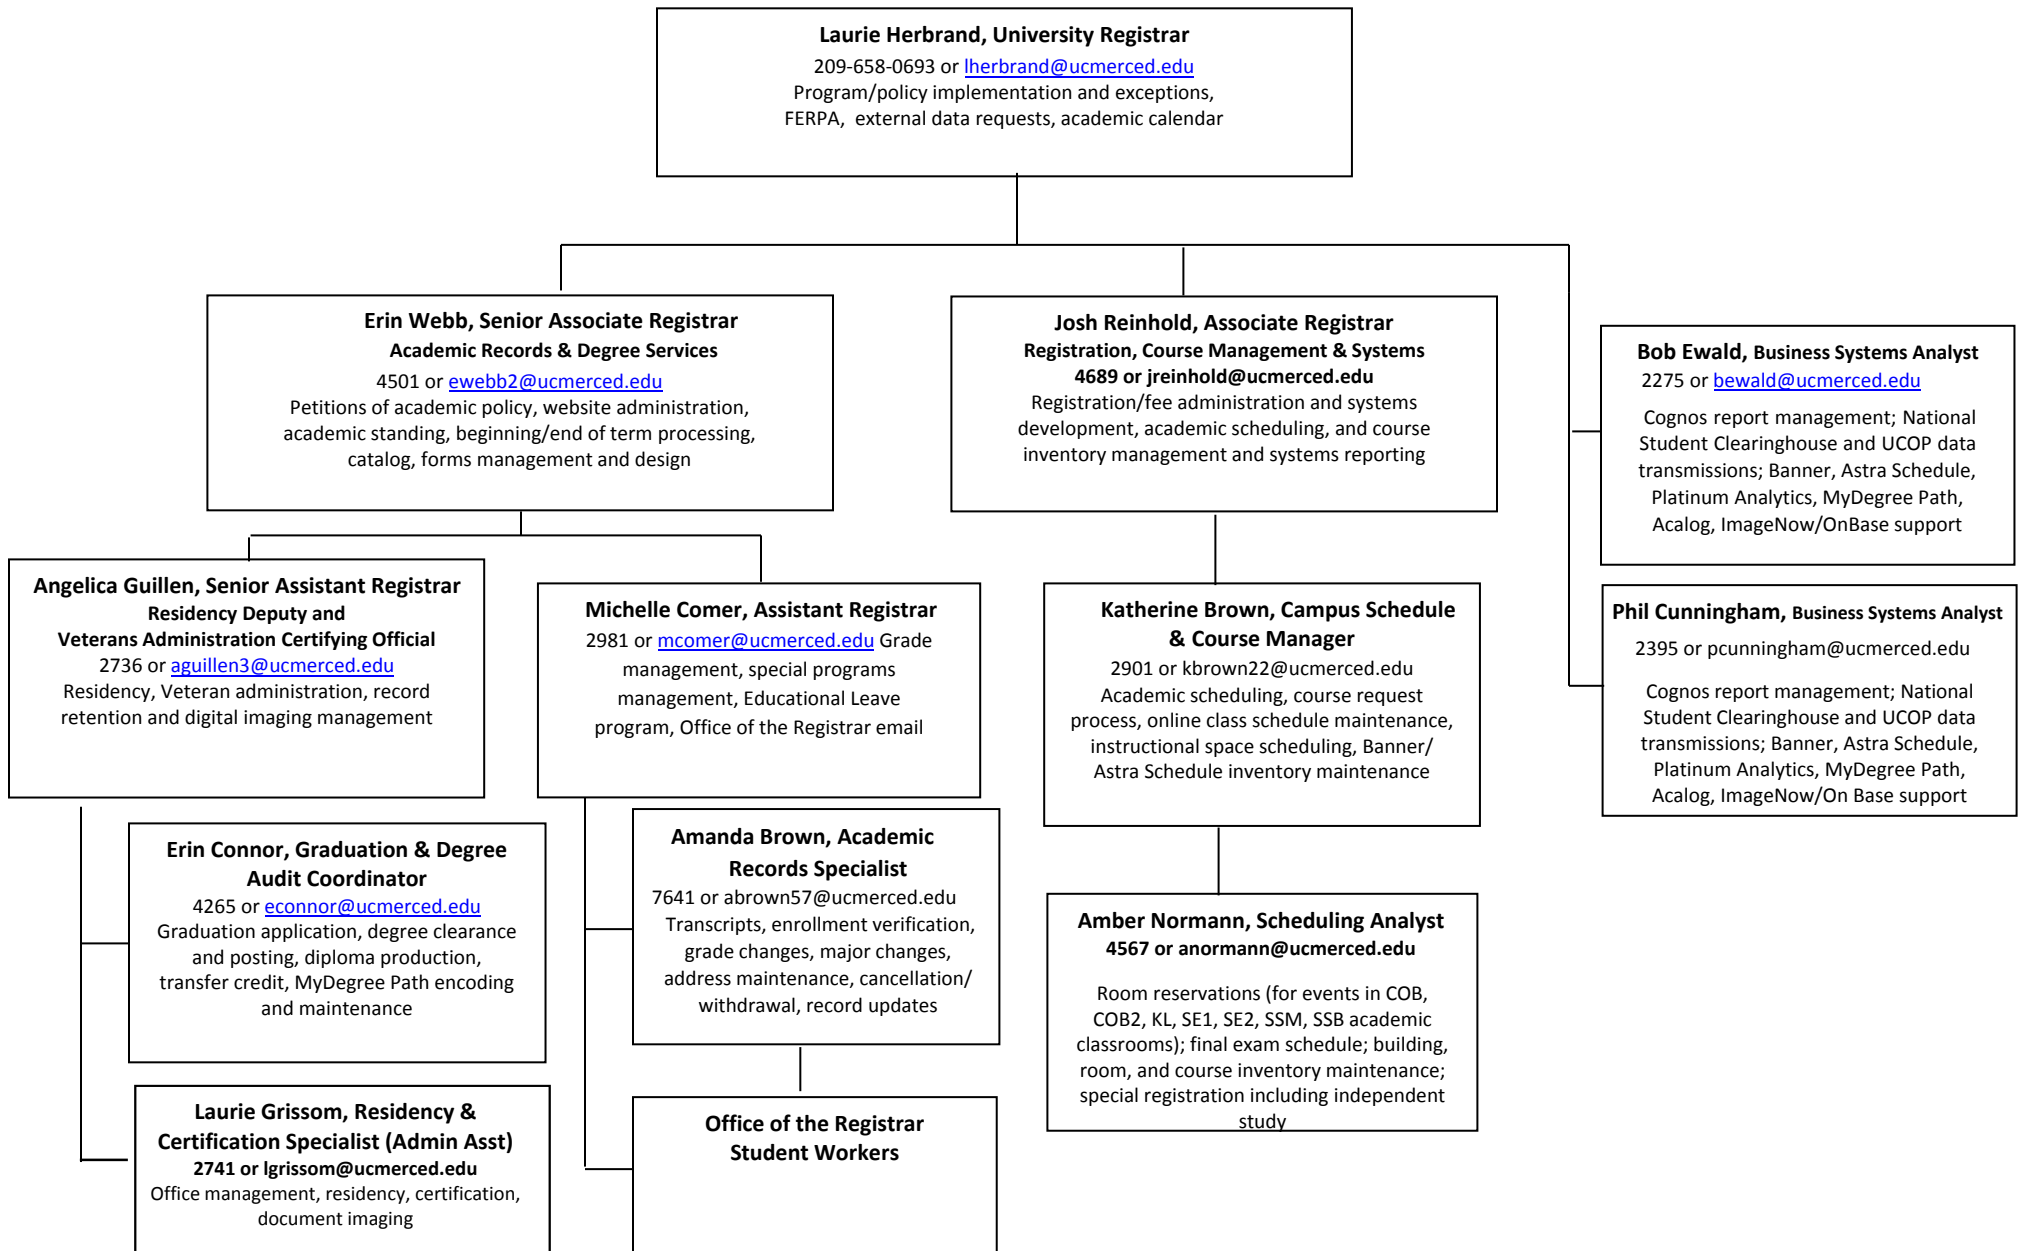 Laurie Herbrand, University Registrar
209-658-0693 or lherbrand@ucmerced.edu
Program/policy implementation and exceptions,
FERPA, external data requests, academic calendar
Erin Webb, Senior Associate Registrar
Academic Records & Degree Services
4501 or ewebb2@ucmerced.edu
Petitions of academic policy, website administration,
academic standing, beginning/end of term processing,
catalog, forms management and design
Josh Reinhold, Associate Registrar
Registration, Course Management & Systems
4689 or jreinhold@ucmerced.edu
Registration/fee administration and systems
development, academic scheduling, and course
inventory management and systems reporting
Bob Ewald, Business Systems Analyst
2275 or bewald@ucmerced.edu
Cognos report management; National
Student Clearinghouse and UCOP data
transmissions; Banner, Astra Schedule,
Platinum Analytics, MyDegree Path,
Acalog, ImageNow/OnBase support
Angelica Guillen, Senior Assistant Registrar
Residency Deputy and
Veterans Administration Certifying Official
2736 or aguillen3@ucmerced.edu
Residency, Veteran administration, record
retention and digital imaging management
Michelle Comer, Assistant Registrar
2981 or mcomer@ucmerced.edu Grade
management, special programs
management, Educational Leave
program, Office of the Registrar email
Katherine Brown, Campus Schedule
& Course Manager
2901 or kbrown22@ucmerced.edu
Academic scheduling, course request
process, online class schedule maintenance,
instructional space scheduling, Banner/
Astra Schedule inventory maintenance
Phil Cunningham, Business Systems Analyst
2395 or pcunningham@ucmerced.edu
Cognos report management; National
Student Clearinghouse and UCOP data
transmissions; Banner, Astra Schedule,
Platinum Analytics, MyDegree Path,
Acalog, ImageNow/On Base support
Erin Connor, Graduation & Degree
Audit Coordinator
4265 or econnor@ucmerced.edu
Graduation application, degree clearance
and posting, diploma production,
transfer credit, MyDegree Path encoding
and maintenance
Amanda Brown, Academic
Records Specialist
7641 or abrown57@ucmerced.edu
Transcripts, enrollment verification,
grade changes, major changes,
address maintenance, cancellation/
withdrawal, record updates
Amber Normann, Scheduling Analyst
4567 or anormann@ucmerced.edu
Room reservations (for events in COB,
COB2, KL, SE1, SE2, SSM, SSB academic
classrooms); final exam schedule; building,
room, and course inventory maintenance;
special registration including independent
study
Laurie Grissom, Residency &
Certification Specialist (Admin Asst)
2741 or lgrissom@ucmerced.edu
Office management, residency, certification,
document imaging
Office of the Registrar
Student Workers